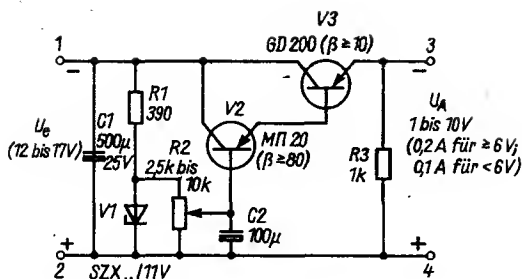 V3
GD 200 (β≥10)
1
3
−
−
R1
390
C1
500μ
25V
U_e
(12 bis 17V)
V2
МП 20
(β≥80)
R2
2,5k bis
10k
R3
1k
U_A
1 bis 10V
(0,2A für ≥6V;
0,1A für <6V)
V1
C2
100μ
+
+
2
SZX../11V
4